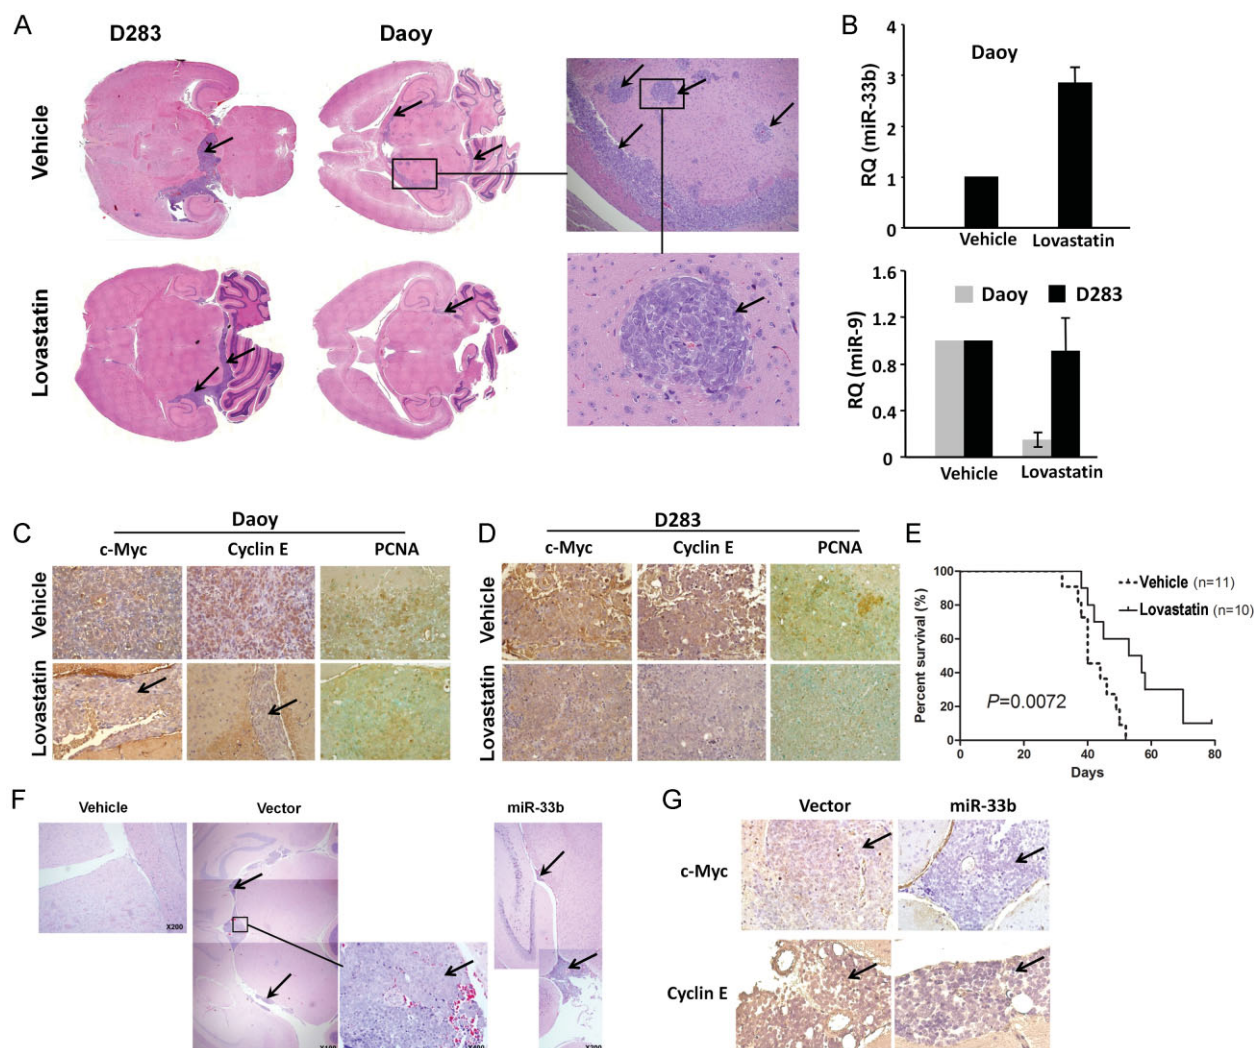 A
D283
Daoy
Vehicle
Lovastatin
B
4
3
2
1
0
RQ (miR-33b)
Daoy
Vehicle
Lovastatin
1.6
1.2
0.8
0.4
0
RQ (miR-9)
Daoy
D283
Vehicle
Lovastatin
C
Daoy
c-Myc
Cyclin E
PCNA
Vehicle
Lovastatin
D
D283
c-Myc
Cyclin E
PCNA
Vehicle
Lovastatin
E
Percent survival (%)
100
80
60
40
20
0
0
20
40
60
80
Days
Vehicle (n=11)
Lovastatin (n=10)
P=0.0072
F
Vehicle
Vector
miR-33b
X200
X200
G
Vector
miR-33b
c-Myc
Cyclin E